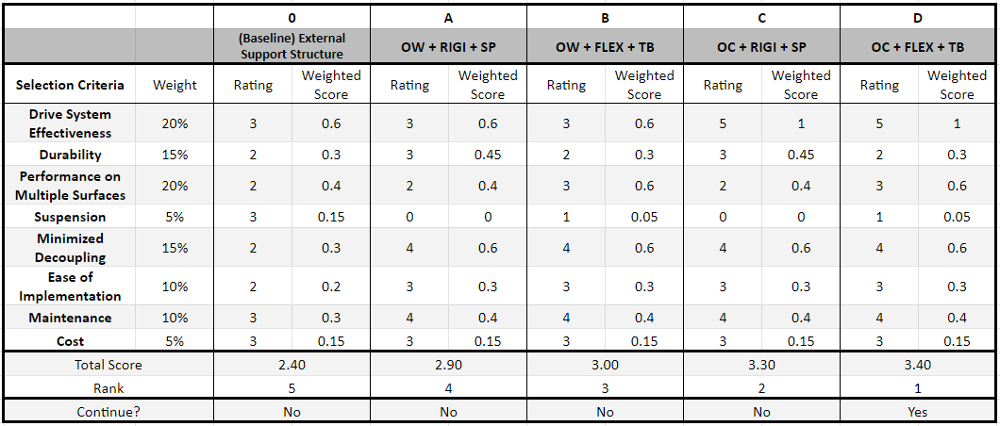 0 A B C D
(Baseline) External
Support Structure OW + RIGI + SP OW + FLEX + TB OC + RIGI + SP OC + FLEX + TB
Selection Criteria Weight Rating Weighted Score Rating Weighted Score Rating Weighted Score Rating Weighted Score Rating Weighted Score
Drive System Effectiveness 20% 3 0.6 3 0.6 3 0.6 5 1 5 1
Durability 15% 2 0.3 3 0.45 2 0.3 3 0.45 2 0.3
Performance on Multiple Surfaces 20% 2 0.4 2 0.4 3 0.6 2 0.4 3 0.6
Suspension 5% 3 0.15 0 0 1 0.05 0 0 1 0.05
Minimized Decoupling 15% 2 0.3 4 0.6 4 0.6 4 0.6 4 0.6
Ease of Implementation 10% 2 0.2 3 0.3 3 0.3 3 0.3 3 0.3
Maintenance 10% 3 0.3 4 0.4 4 0.4 4 0.4 4 0.4
Cost 5% 3 0.15 3 0.15 3 0.15 3 0.15 3 0.15
Total Score 2.40 2.90 3.00 3.30 3.40
Rank 5 4 3 2 1
Continue? No No No No Yes